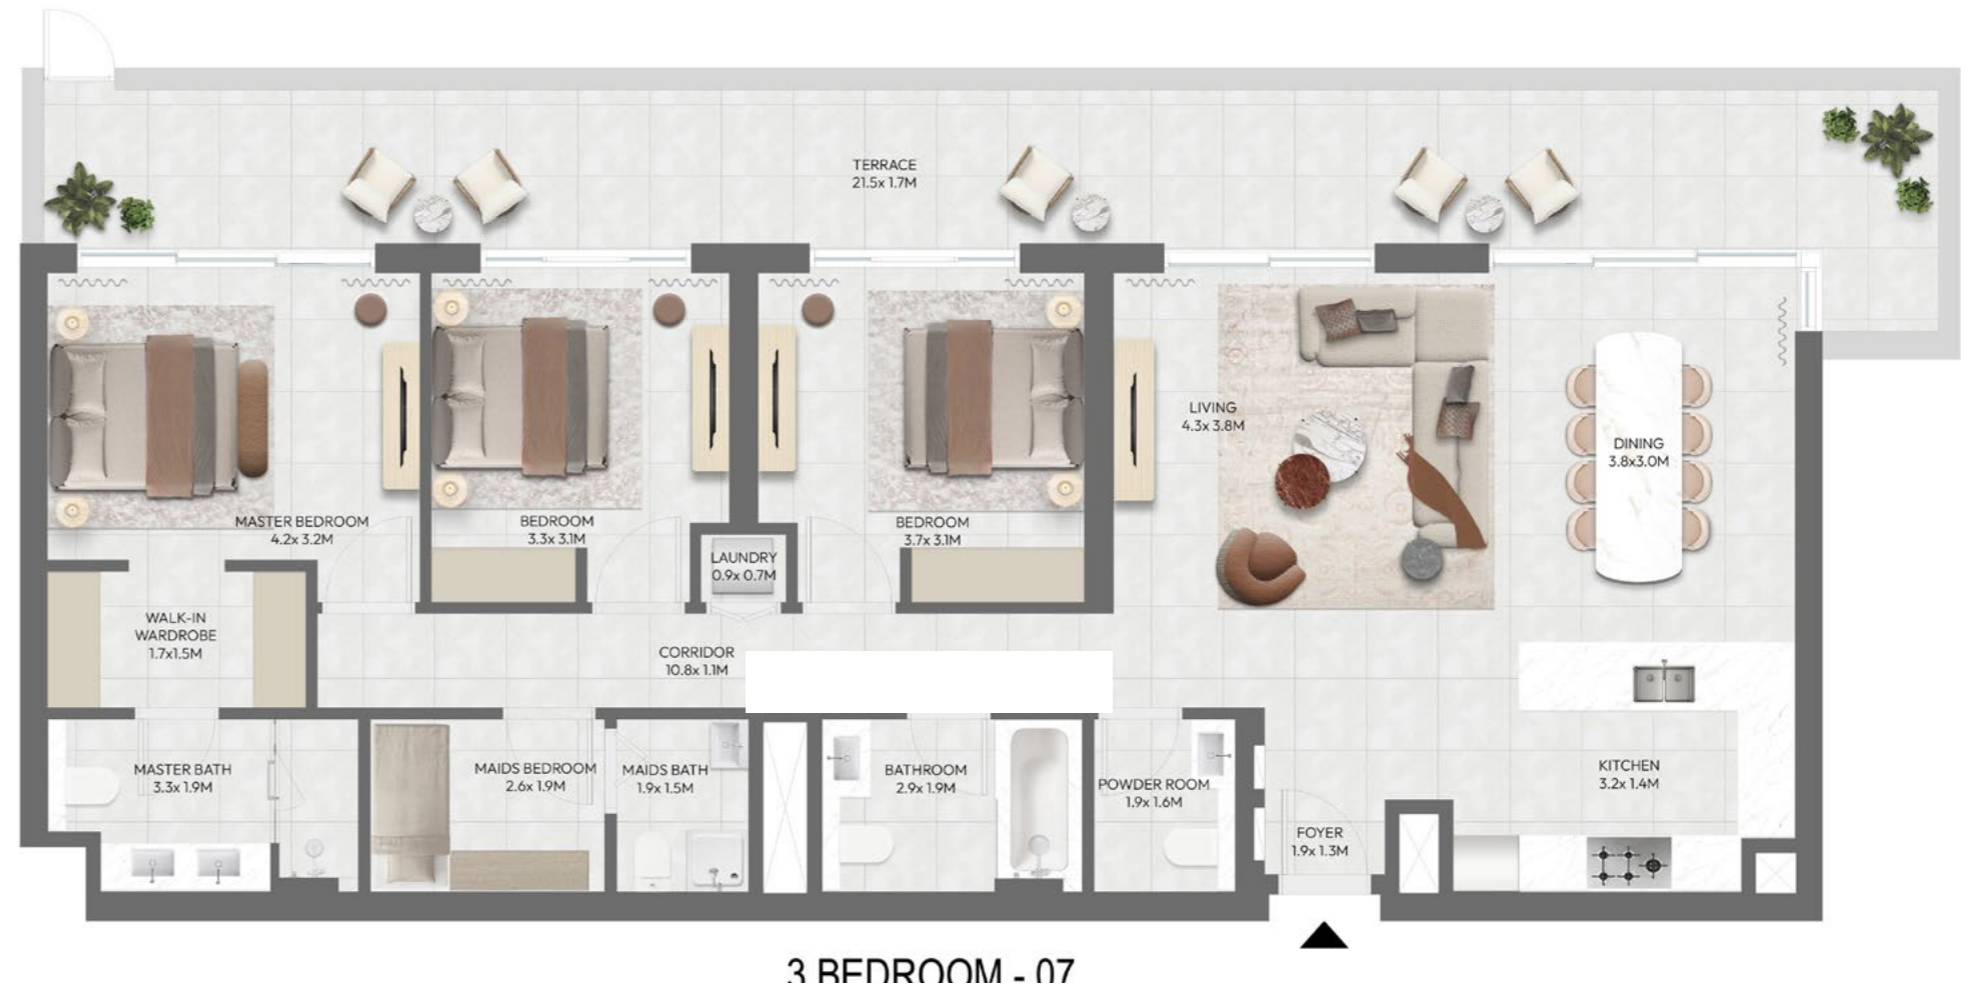 TERRACE
21.5x 1.7M
LIVING
4.3x 3.8M
DINING
3.8x3.0M
MASTER BEDROOM
4.2x 3.2M
BEDROOM
3.3x 3.1M
BEDROOM
3.7x 3.1M
LAUNDRY
0.9x 0.7M
WALK-IN
WARDROBE
1.7x1.5M
CORRIDOR
10.8x 1.1M
MASTER BATH
3.3x 1.9M
MAIDS BEDROOM
2.6x 1.9M
MAIDS BATH
1.9x 1.5M
BATHROOM
2.9x 1.9M
POWDER ROOM
1.9x 1.6M
KITCHEN
3.2x 1.4M
FOYER
1.9x 1.3M
3 BEDROOM - 07